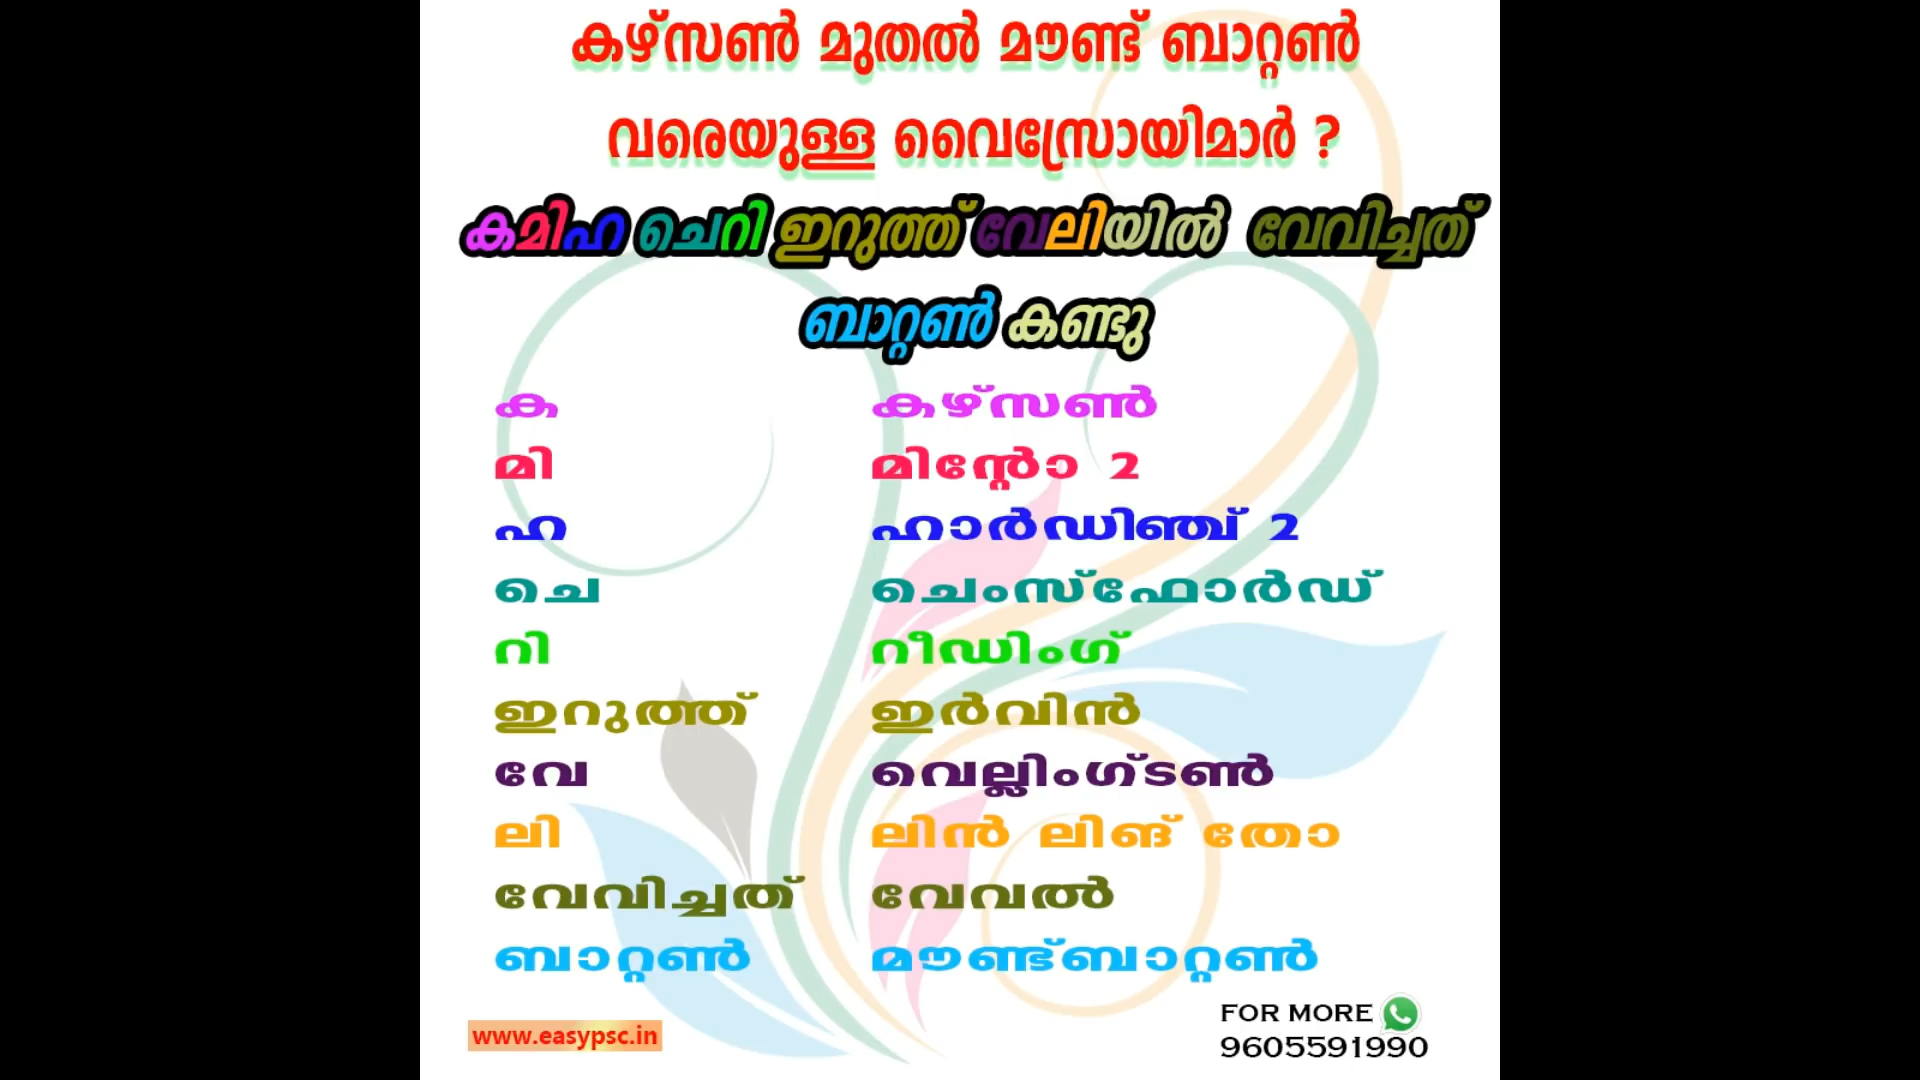 കഴ്സൺ മുതൽ മൗണ്ട് ബാറ്റൺ
വരെയുള്ള വൈസ്രോയിമാർ ?
കമിഹ ചെറി ഇറുത്ത് വേലിയിൽ വേവിച്ചത്
ബാറ്റൺ കണ്ടു
ക കഴ്സൺ
മി മിന്റോ 2
ഹ ഹാർഡിഞ്ച് 2
ചെ ചെംസ്ഫോർഡ്
റി റീഡിംഗ്
ഇറുത്ത് ഇർവിൻ
വേ വെല്ലിംഗ്ടൺ
ലി ലിൻ ലിങ് തോ
വേവിച്ചത് വേവൽ
ബാറ്റൺ മൗണ്ട്ബാറ്റൺ
FOR MORE
www.easypsc.in
9605591990